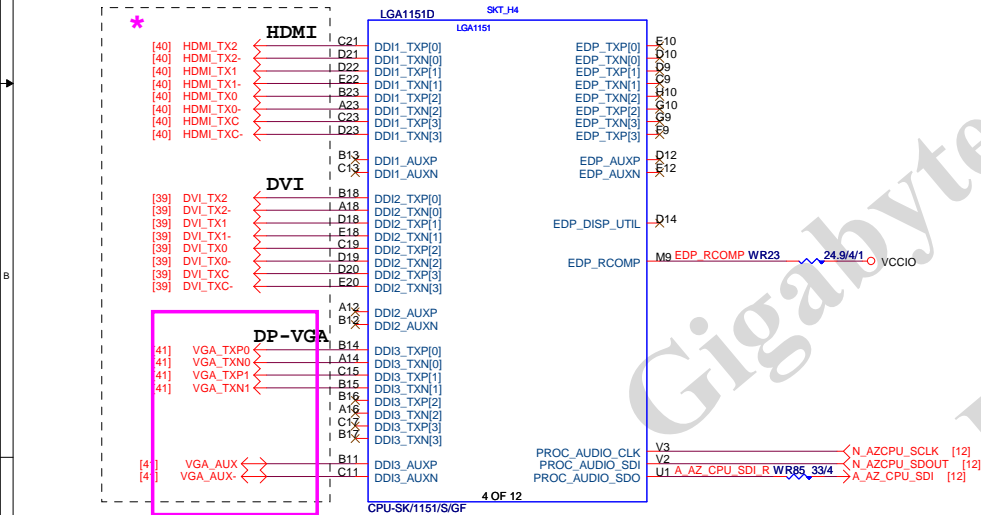 LGA1151D SKT_H4
LGA1151
* HDMI
[40] HDMI_TX2 C21 DDI1_TXP[0] EDP_TXP[0] E10
[40] HDMI_TX2- D21 DDI1_TXN[0] EDP_TXN[0] D10
[40] HDMI_TX1 D22 DDI1_TXP[1] EDP_TXP[1] D9
[40] HDMI_TX1- E22 DDI1_TXN[1] EDP_TXN[1] C9
[40] HDMI_TX0 B23 DDI1_TXP[2] EDP_TXN[2] H10
[40] HDMI_TX0- A23 DDI1_TXN[2] EDP_TXP[2] G10
[40] HDMI_TXC C23 DDI1_TXP[3] EDP_TXN[3] G9
[40] HDMI_TXC- D23 DDI1_TXN[3] EDP_TXP[3] F9
B13 DDI1_AUXP EDP_AUXP D12
C13 DDI1_AUXN EDP_AUXN E12
DVI
[39] DVI_TX2 B18 DDI2_TXP[0]
[39] DVI_TX2- A18 DDI2_TXN[0]
[39] DVI_TX1 D18 DDI2_TXP[1] EDP_DISP_UTIL D14
[39] DVI_TX1- E18 DDI2_TXN[1]
[39] DVI_TX0 C19 DDI2_TXP[2]
[39] DVI_TX0- D19 DDI2_TXN[2] EDP_RCOMP M9 EDP_RCOMP WR23 24.9/4/1 VCCIO
[39] DVI_TXC D20 DDI2_TXP[3]
[39] DVI_TXC- E20 DDI2_TXN[3]
B
A12 DDI2_AUXP
B12 DDI2_AUXN
DP-VGA
[41] VGA_TXP0 B14 DDI3_TXP[0]
[41] VGA_TXN0 A14 DDI3_TXN[0]
[41] VGA_TXP1 C15 DDI3_TXP[1]
[41] VGA_TXN1 B15 DDI3_TXN[1]
B16 DDI3_TXP[2]
A16 DDI3_TXN[2]
C17 DDI3_TXP[3]
B17 DDI3_TXN[3]
PROC_AUDIO_CLK V3 N_AZCPU_SCLK [12]
[41] VGA_AUX B11 DDI3_AUXP PROC_AUDIO_SDI V2 N_AZCPU_SDOUT [12]
[41] VGA_AUX- C11 DDI3_AUXN PROC_AUDIO_SDO U1 A_AZ_CPU_SDI_R WR85 33/4 A_AZ_CPU_SDI [12]
4 OF 12
CPU-SK/1151/S/GF
Gigabyte